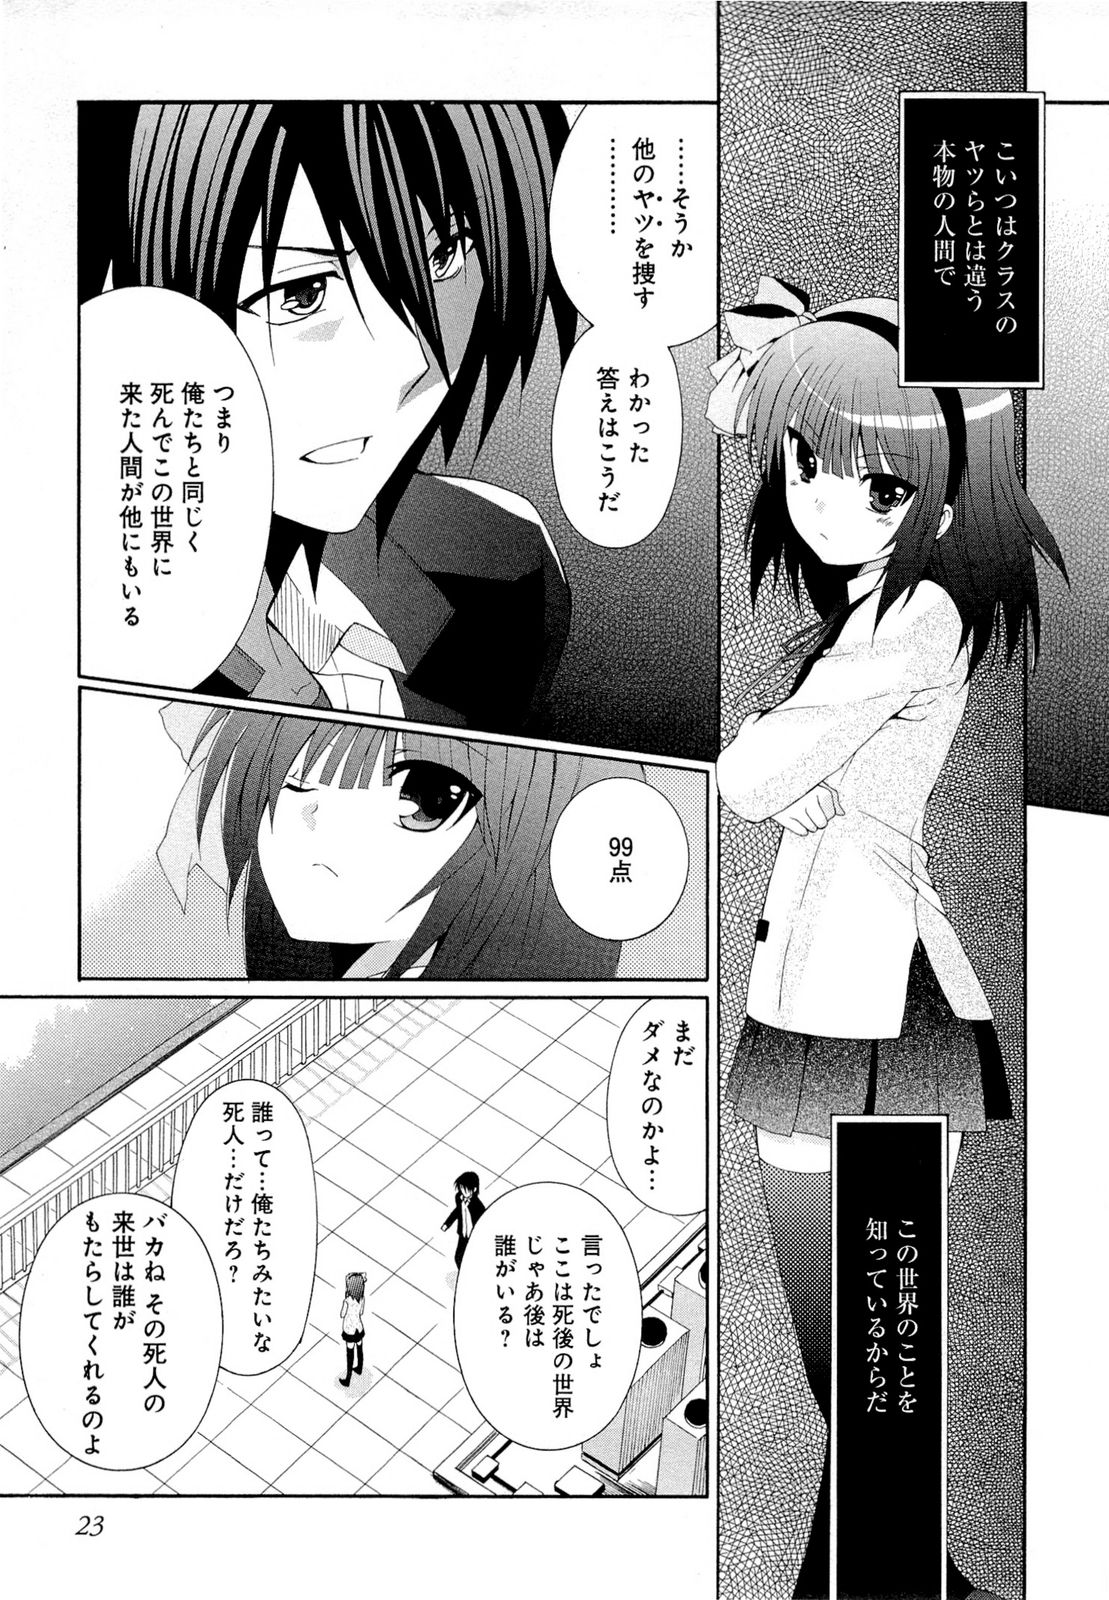 こいつはクラスの
ヤツらとは違う
本物の人間で
この世界のことを
知っているからだ
……そうか
他のヤツを捜す
…………
わかった
答えはこうだ
つまり
俺たちと同じく
死んでこの世界に
来た人間が他にもいる
99
点
まだ
ダメなのかよ…
言ったでしょ
ここは死後の世界
じゃあ後は
誰がいる？
誰って…俺たちみたいな
死人…だけだろ？
バカね その死人の
来世は誰が
もたらしてくれるのよ
23